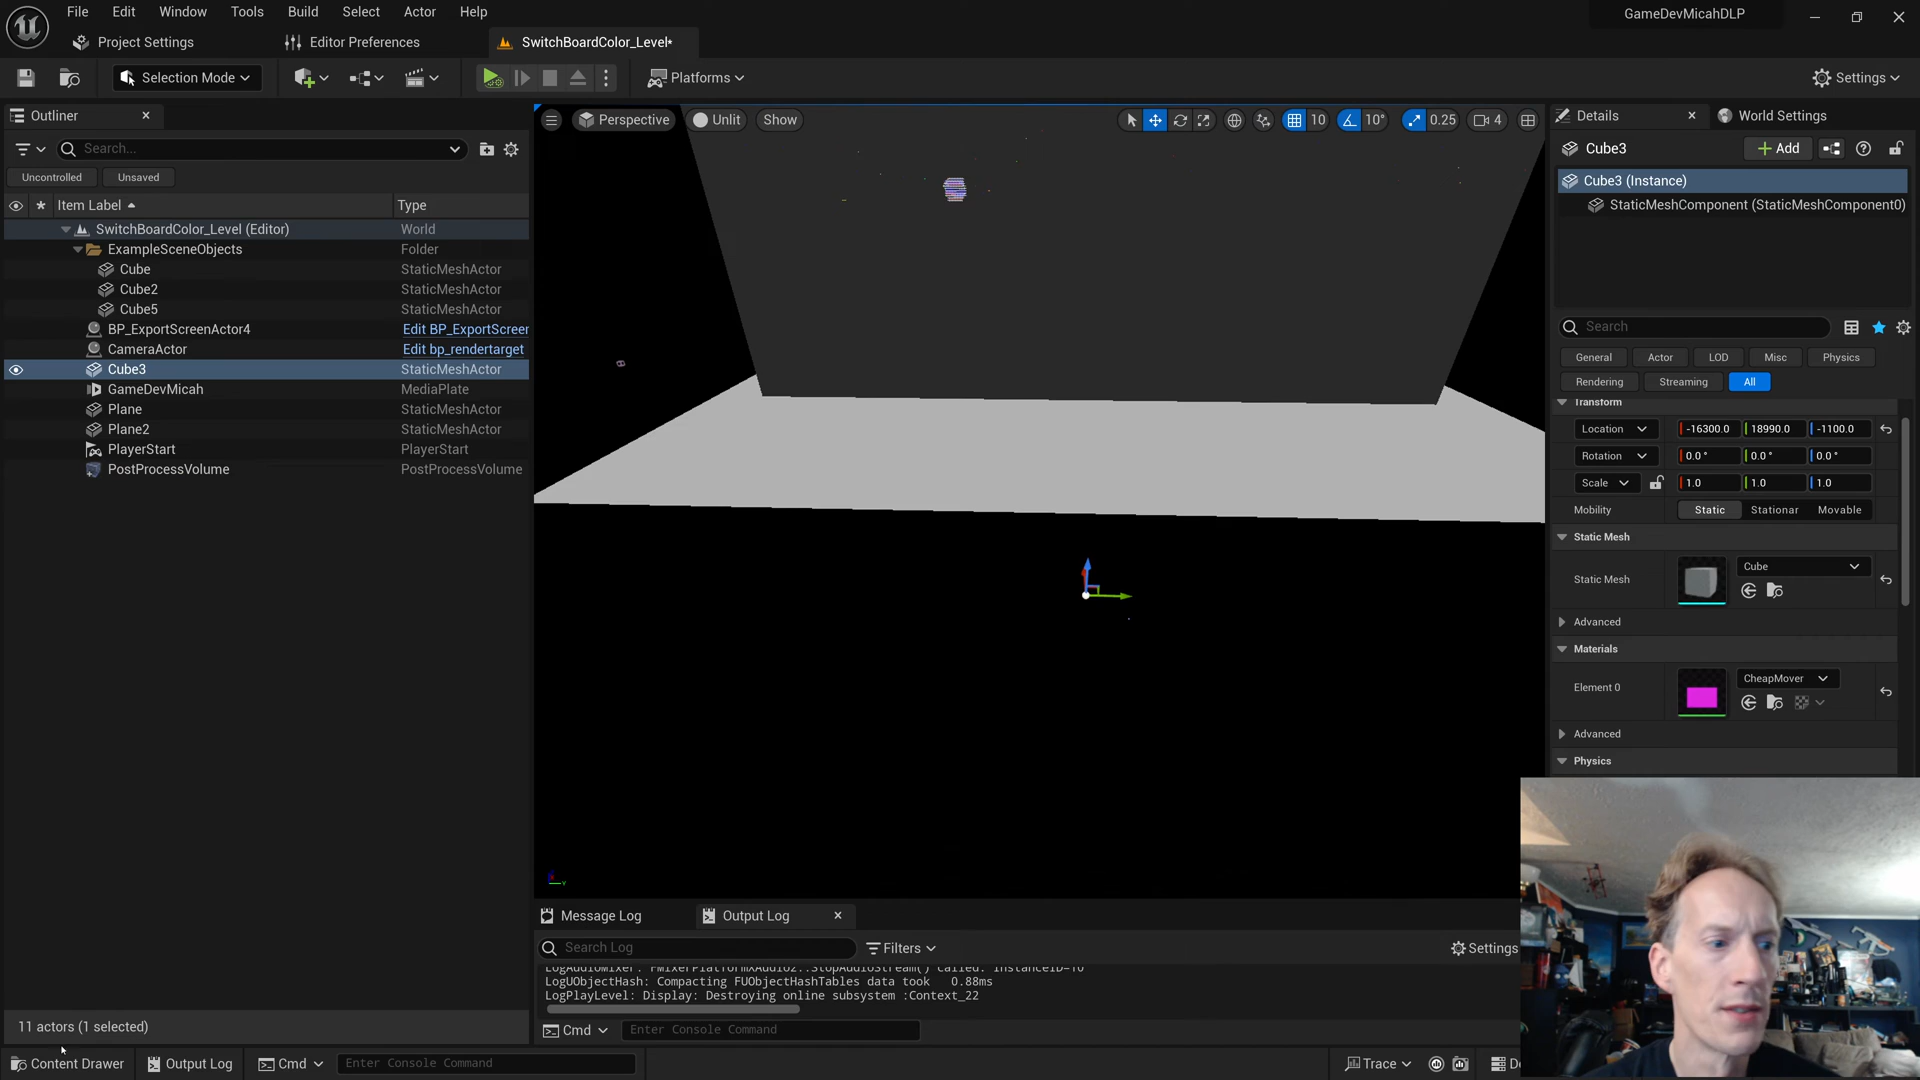 File Edit Window Tools Build Select Actor Help
GameDevMicahDLP
Project Settings
Editor Preferences
SwitchBoardColor_Level*
Selection Mode
Platforms
Settings
Outliner
Search...
Uncontrolled
Unsaved
Item Label
Type
SwitchBoardColor_Level (Editor) World
ExampleSceneObjects Folder
Cube StaticMeshActor
Cube2 StaticMeshActor
Cube5 StaticMeshActor
BP_ExportScreenActor4 Edit BP_ExportScreen
CameraActor Edit bp_rendertarget
Cube3 StaticMeshActor
GameDevMicah MediaPlate
Plane StaticMeshActor
Plane2 StaticMeshActor
PlayerStart PlayerStart
PostProcessVolume PostProcessVolume
11 actors (1 selected)
Perspective
Unlit
Show
10
10°
0.25
4
Message Log
Output Log
Search Log
Filters
Settings
LogAudioMixer: FMixerPlatformXAudio2::StopAudioStream() called. InstanceID=10
LogUObjectHash: Compacting FUObjectHashTables data took 0.88ms
LogPlayLevel: Display: Destroying online subsystem :Context_22
Cmd
Enter Console Command
Details
World Settings
Cube3
Add
Cube3 (Instance)
StaticMeshComponent (StaticMeshComponent0)
Search
General Actor LOD Misc Physics
Rendering Streaming All
Transform
Location -16300.0 18990.0 -1100.0
Rotation 0.0 ° 0.0 ° 0.0 °
Scale 1.0 1.0 1.0
Mobility Static Stationar Movable
Static Mesh
Static Mesh Cube
Advanced
Materials
Element 0 CheapMover
Advanced
Physics
Content Drawer
Output Log
Cmd
Enter Console Command
Trace